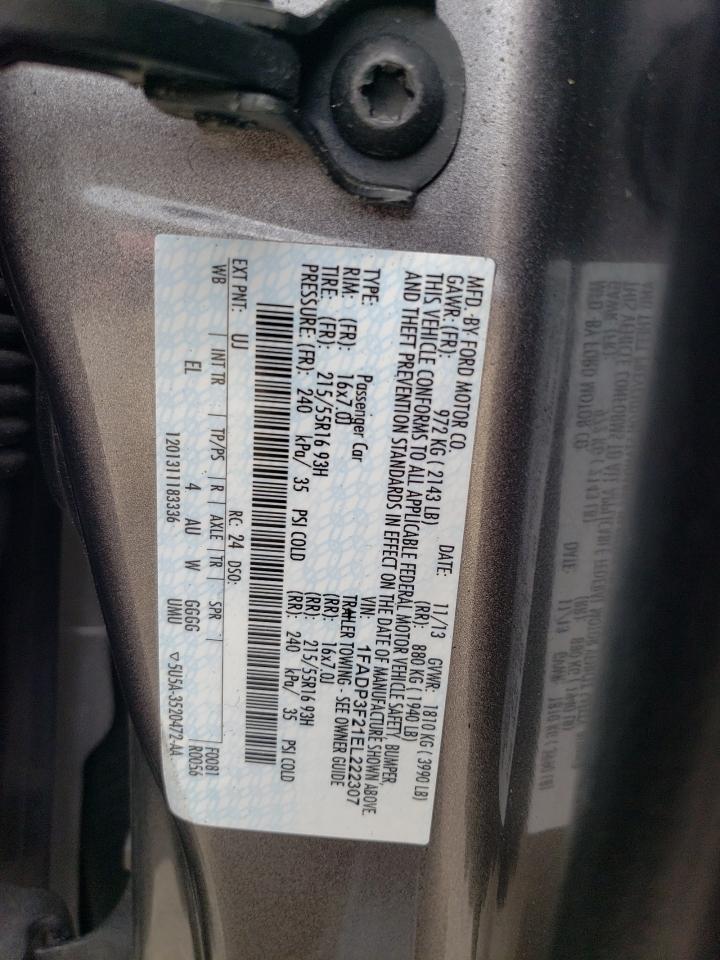 MFD. BY FORD MOTOR CO.
DATE: 11/13 GVWR: 1810 KG ( 3990 LB)
GAWR:(FR): 972 KG ( 2143 LB) (RR): 880 KG ( 1940 LB)
THIS VEHICLE CONFORMS TO ALL APPLICABLE FEDERAL MOTOR VEHICLE SAFETY, BUMPER,
AND THEFT PREVENTION STANDARDS IN EFFECT ON THE DATE OF MANUFACTURE SHOWN ABOVE.
VIN: 1FADP3F21EL222307
TYPE: Passenger Car TRAILER TOWING - SEE OWNER GUIDE
RIM: (FR): 16x7.0J (RR): 16x7.0J
TIRE: (FR): 215/55R16 93H (RR): 215/55R16 93H
PRESSURE (FR): 240 kPa/ 35 PSI COLD (RR): 240 kPa/ 35 PSI COLD
EXT PNT: UJ RC: 24 DSO: F0081
WB INT TR TP/PS R AXLE TR SPR R0056
EL 4 AU W GGGG
UMU
1201311183336 ▽5U5A-3520472-AA